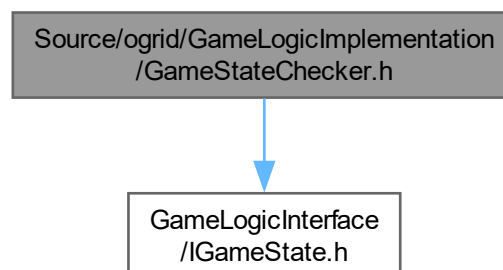 Source/ogrid/GameLogicImplementation
/GameStateChecker.h
GameLogicInterface
/IGameState.h